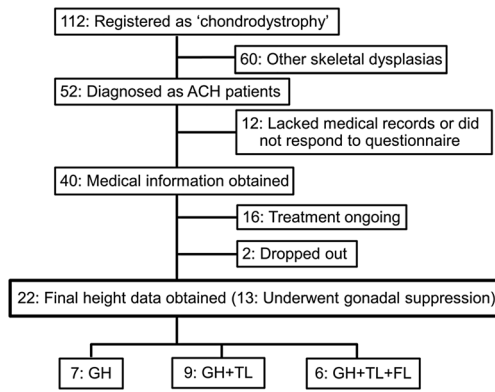 112: Registered as ‘chondrodystrophy’
60: Other skeletal dysplasias
52: Diagnosed as ACH patients
12: Lacked medical records or did
not respond to questionnaire
40: Medical information obtained
16: Treatment ongoing
2: Dropped out
22: Final height data obtained (13: Underwent gonadal suppression)
7: GH
9: GH+TL
6: GH+TL+FL